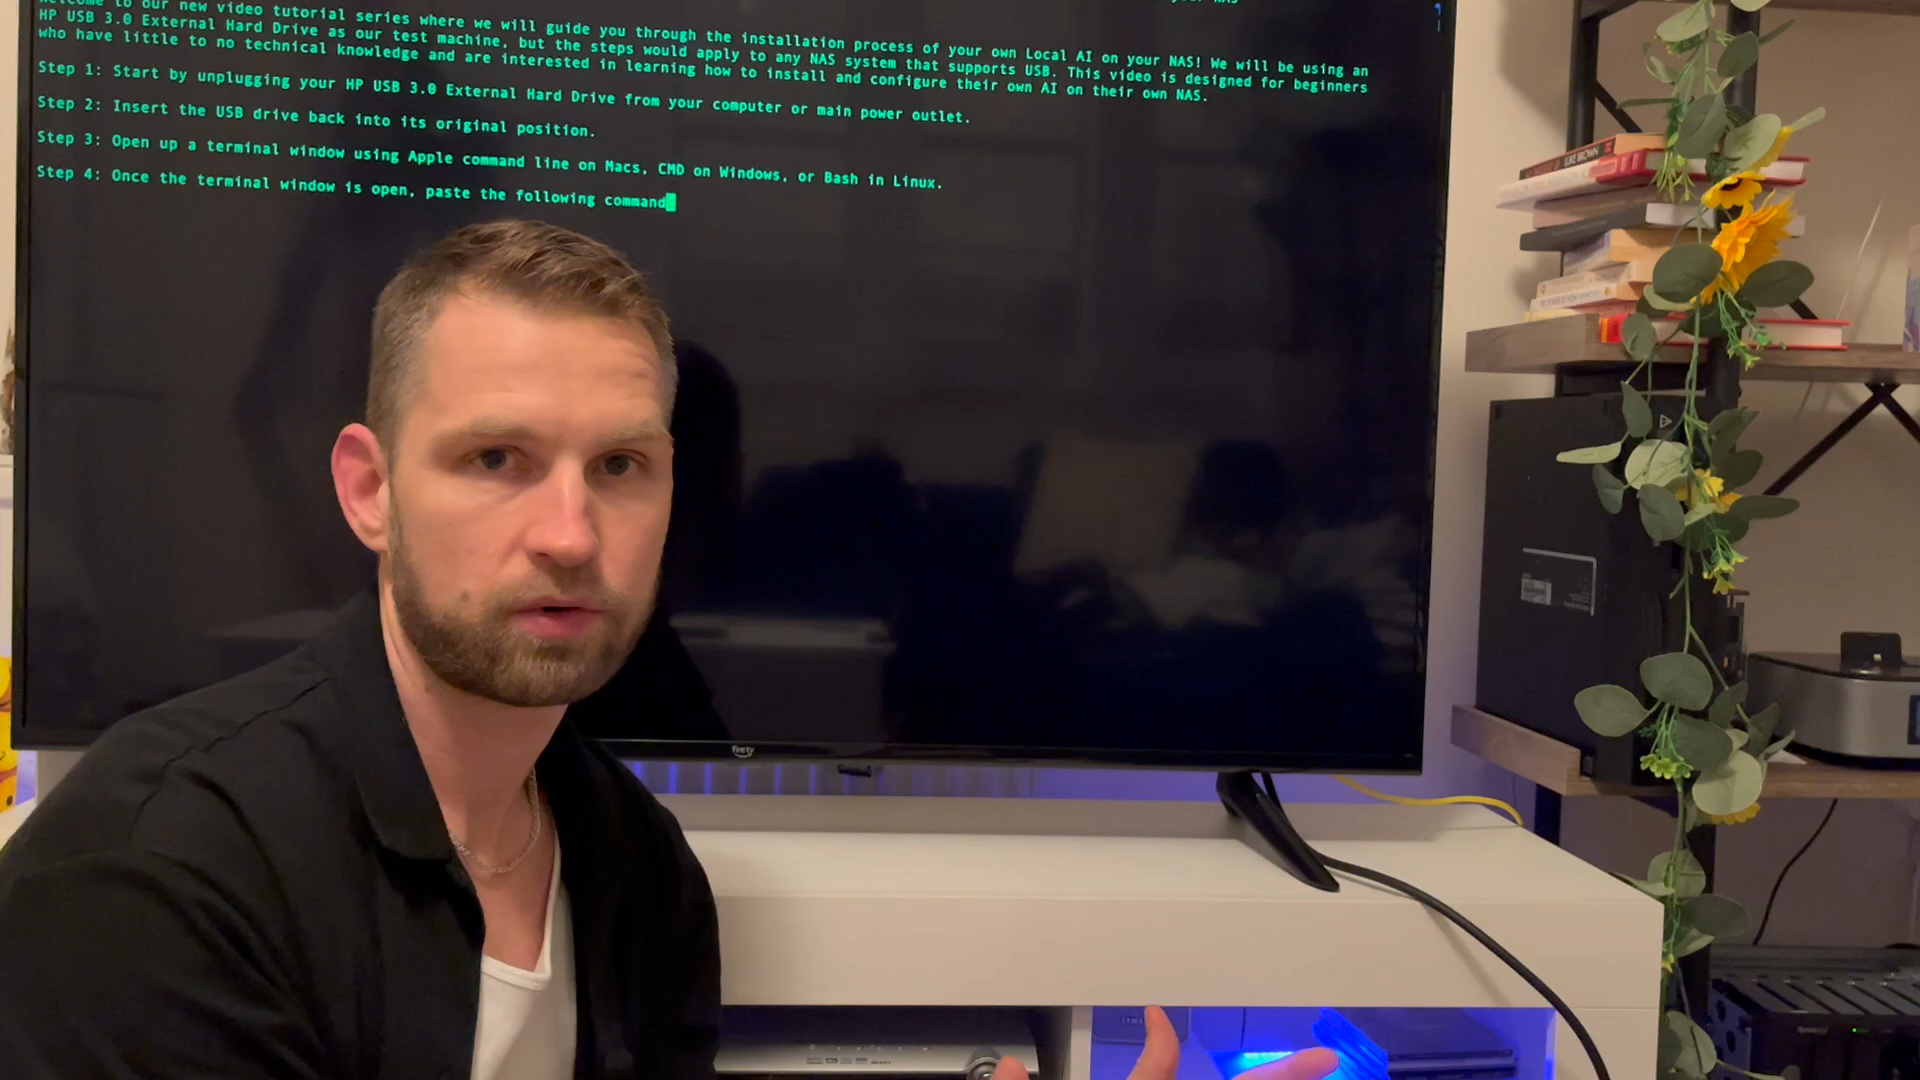 Welcome to our new video tutorial series where we will guide you through the installation process of your own Local AI on your NAS! We will be using an
HP USB 3.0 External Hard Drive as our test machine, but the steps would apply to any NAS system that supports USB. This video is designed for beginners
who have little to no technical knowledge and are interested in learning how to install and configure their own AI on their own NAS.
Step 1: Start by unplugging your HP USB 3.0 External Hard Drive from your computer or main power outlet.
Step 2: Insert the USB drive back into its original position.
Step 3: Open up a terminal window using Apple command line on Macs, CMD on Windows, or Bash in Linux.
Step 4: Once the terminal window is open, paste the following command
LUKE BROWN
firetv
SAMSUNG